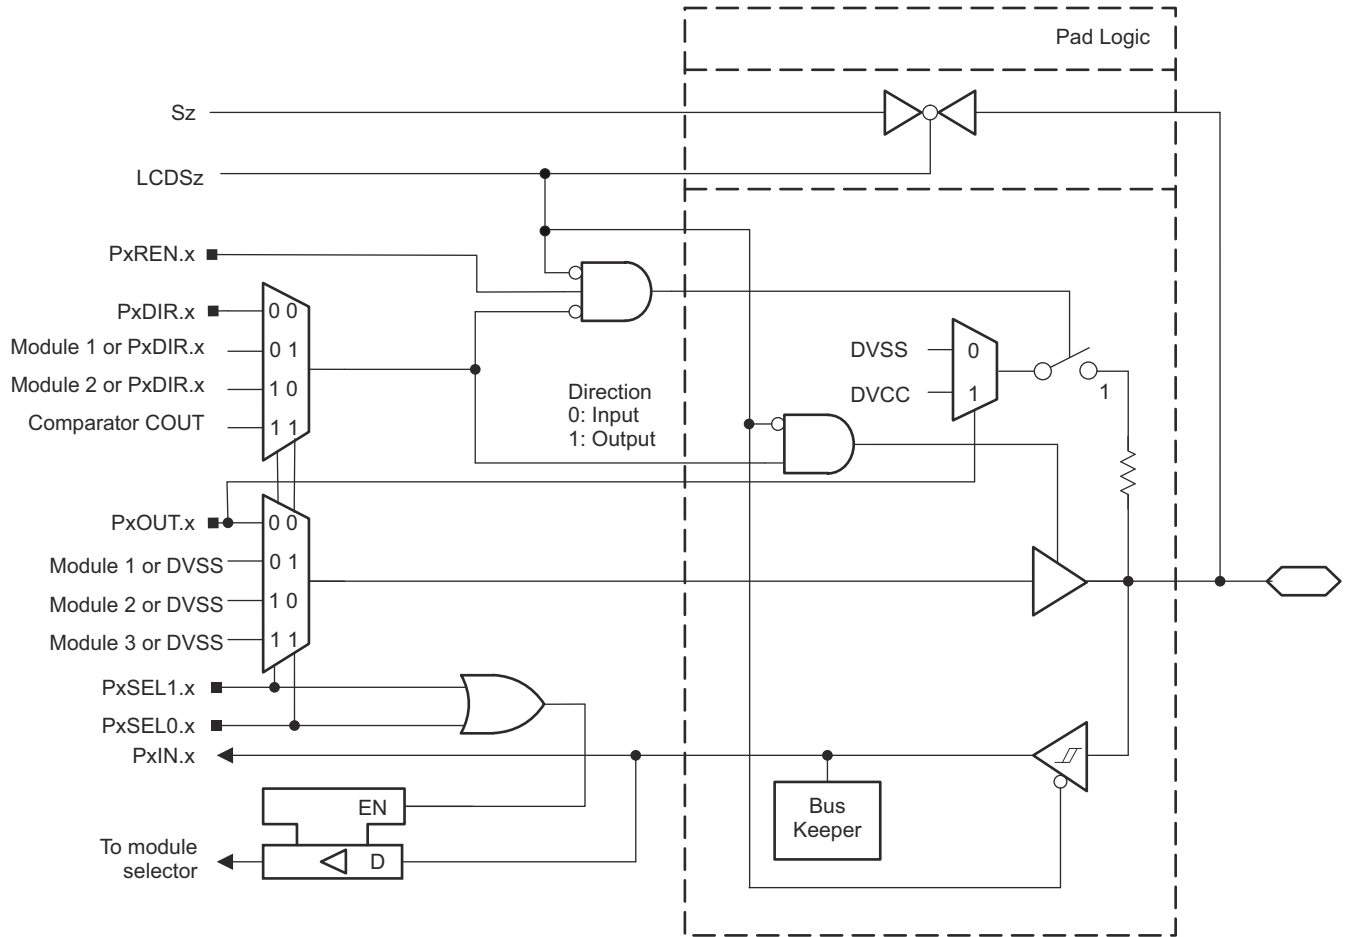 Pad Logic
Sz
LCDSz
PxREN.x
PxDIR.x
0 0
Module 1 or PxDIR.x
0 1
Module 2 or PxDIR.x
1 0
Comparator COUT
1 1
Direction
0: Input
1: Output
DVSS
0
DVCC
1
1
PxOUT.x
0 0
Module 1 or DVSS
0 1
Module 2 or DVSS
1 0
Module 3 or DVSS
1 1
PxSEL1.x
PxSEL0.x
PxIN.x
Bus
Keeper
EN
D
To module
selector